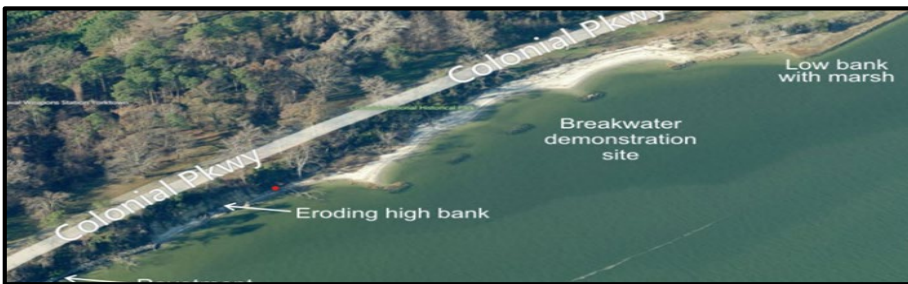 Colonial Pkwy
Low bank
with marsh
Breakwater
demonstration
site
Colonial Pkwy
Eroding high bank